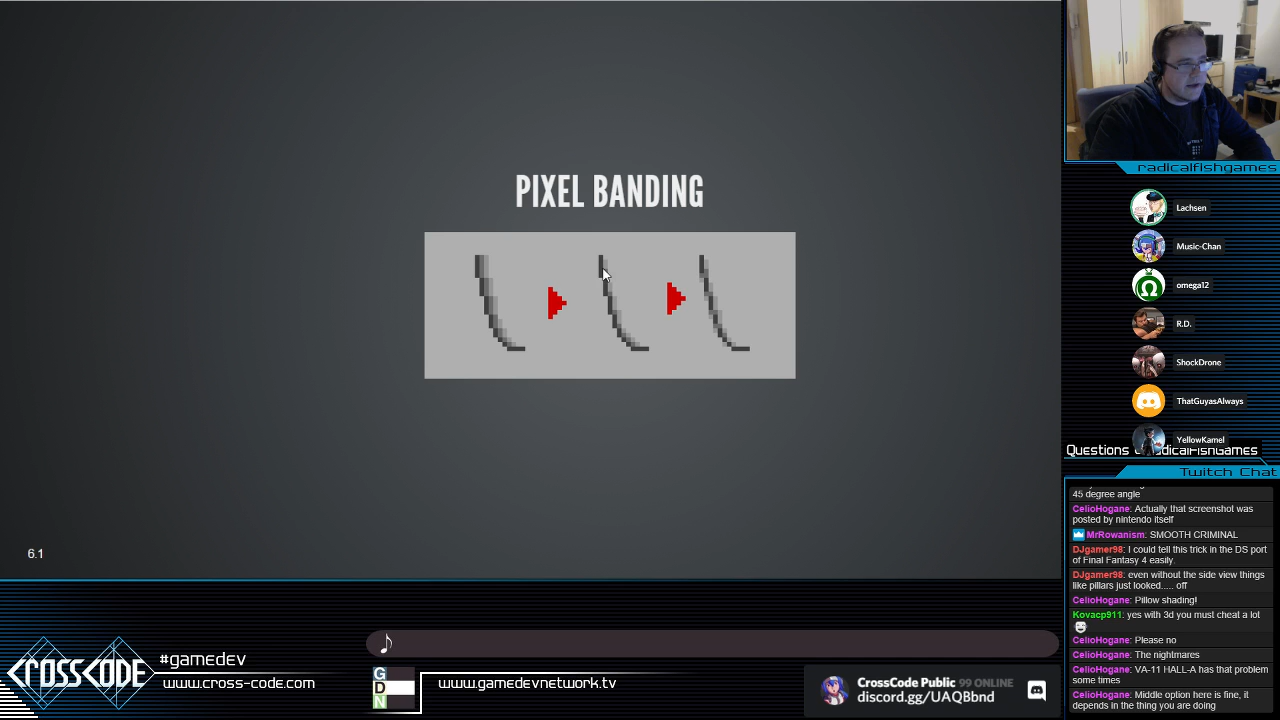 PIXEL BANDING
6.1
radicalfishgames
Lachsen
Music-Chan
omega12
R.D.
ShockDrone
ThatGuyasAlways
YellowKamel
Questions
Twitch Chat
45 degree angle
CelioHogane: Actually that screenshot was
posted by nintendo itself
MrRowanism: SMOOTH CRIMINAL
DJgamer98: I could tell this trick in the DS port
of Final Fantasy 4 easily.
DJgamer98: even without the side view things
like pillars just looked..... off
CelioHogane: Pillow shading!
Kovacp911: yes with 3d you must cheat a lot
CelioHogane: Please no
CelioHogane: The nightmares
CelioHogane: VA-11 HALL-A has that problem
some times
CelioHogane: Middle option here is fine, it
depends in the thing you are doing
CROSSCODE
#gamedev
www.cross-code.com
G
D
N
www.gamedevnetwork.tv
CrossCode Public 99 ONLINE
discord.gg/UAQBbnd